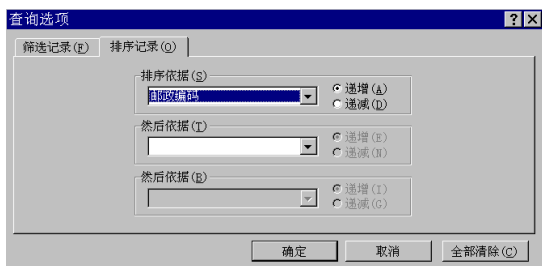 查询选项
筛选记录(F) 排序记录(O)
排序依据(S)
邮政编码 递增(A)
递减(D)
然后依据(T)
递增(E)
递减(N)
然后依据(B)
递增(I)
递减(G)
确定 取消 全部清除(C)